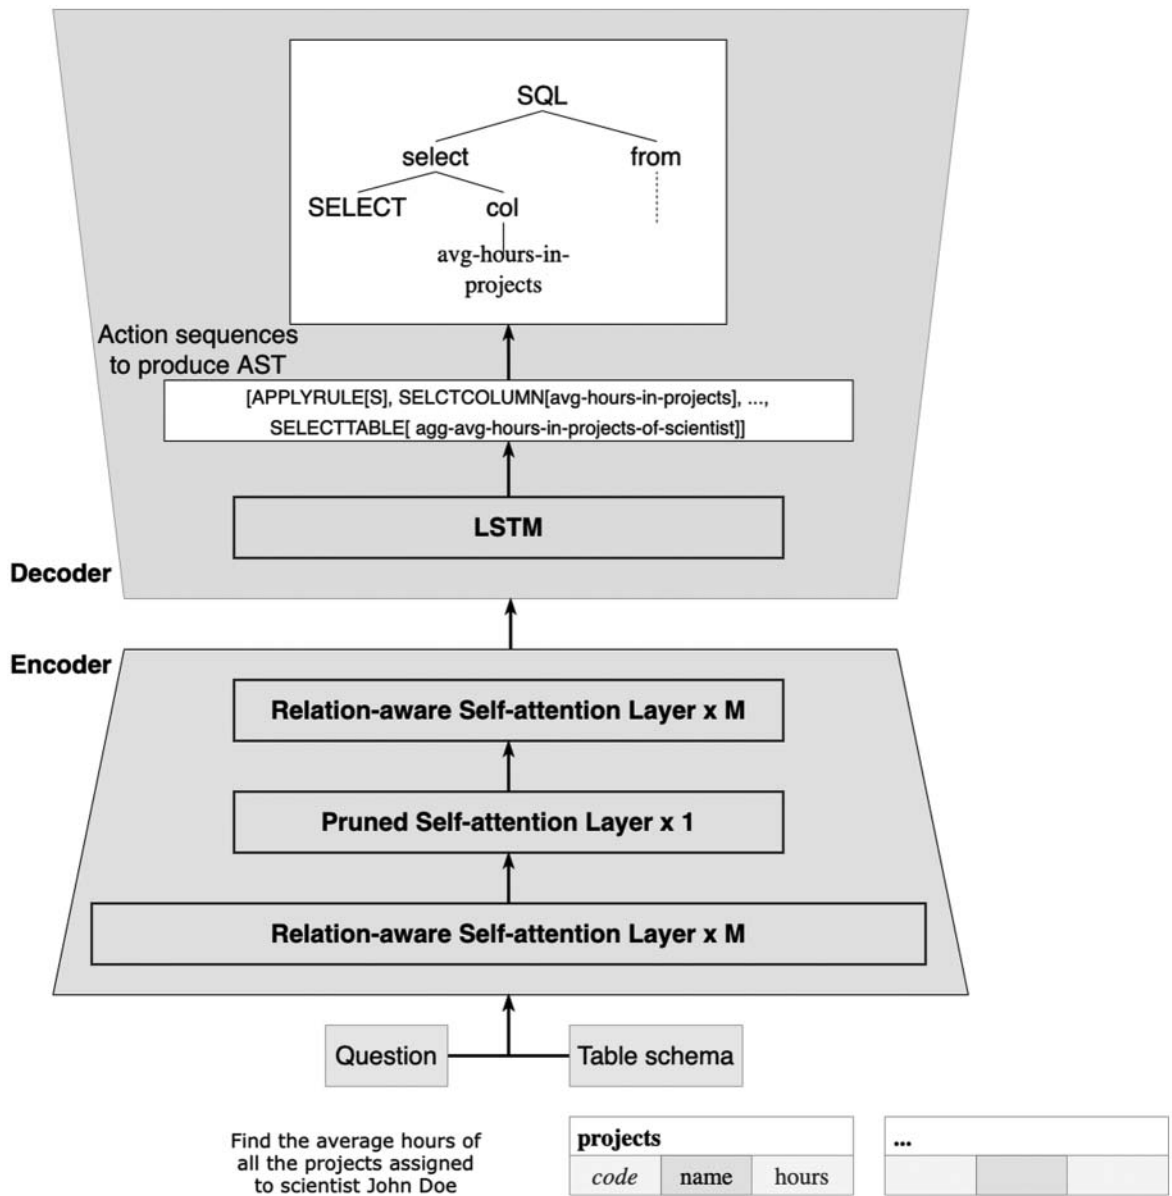 SQL
select from
SELECT col
avg-hours-in-
projects
Action sequences
to produce AST
[APPLYRULE[S], SELCTCOLUMN[avg-hours-in-projects], ...,
SELECTTABLE[ agg-avg-hours-in-projects-of-scientist]]
LSTM
Decoder
Encoder
Relation-aware Self-attention Layer x M
Pruned Self-attention Layer x 1
Relation-aware Self-attention Layer x M
Question
Table schema
Find the average hours of
all the projects assigned
to scientist John Doe
projects
code name hours
...